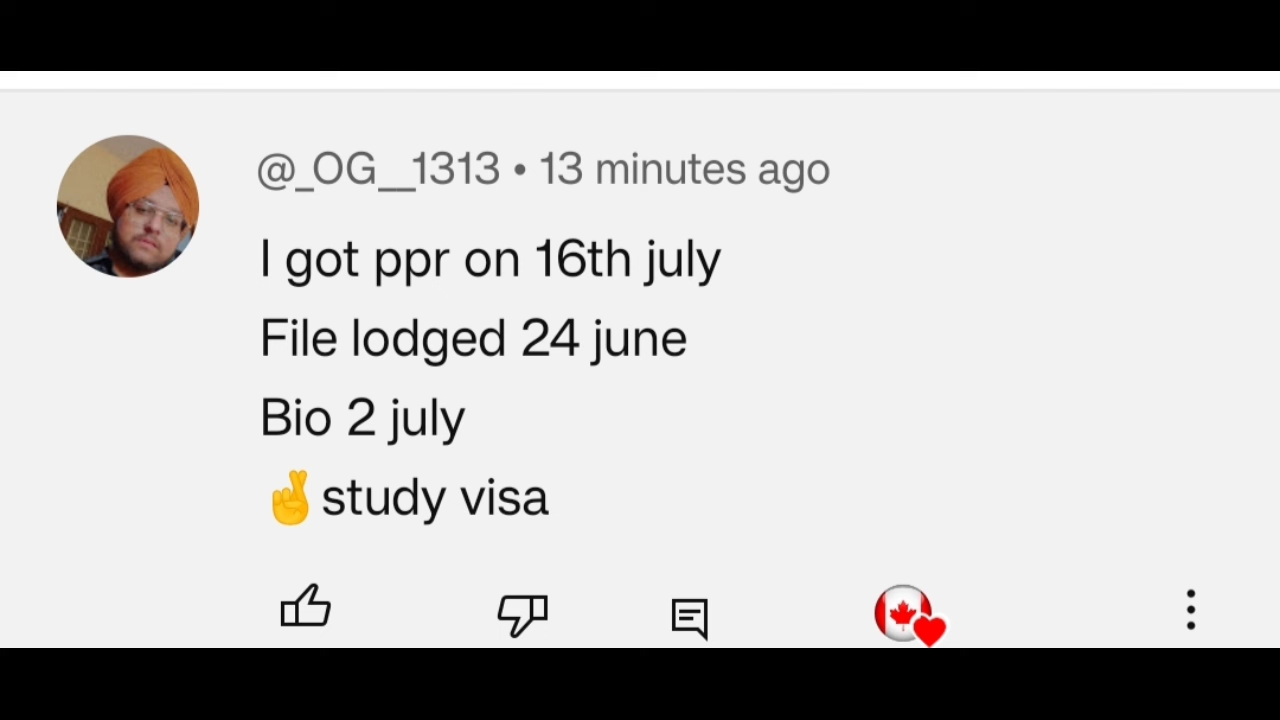 @_OG__1313 • 13 minutes ago
I got ppr on 16th july
File lodged 24 june
Bio 2 july
🤞study visa